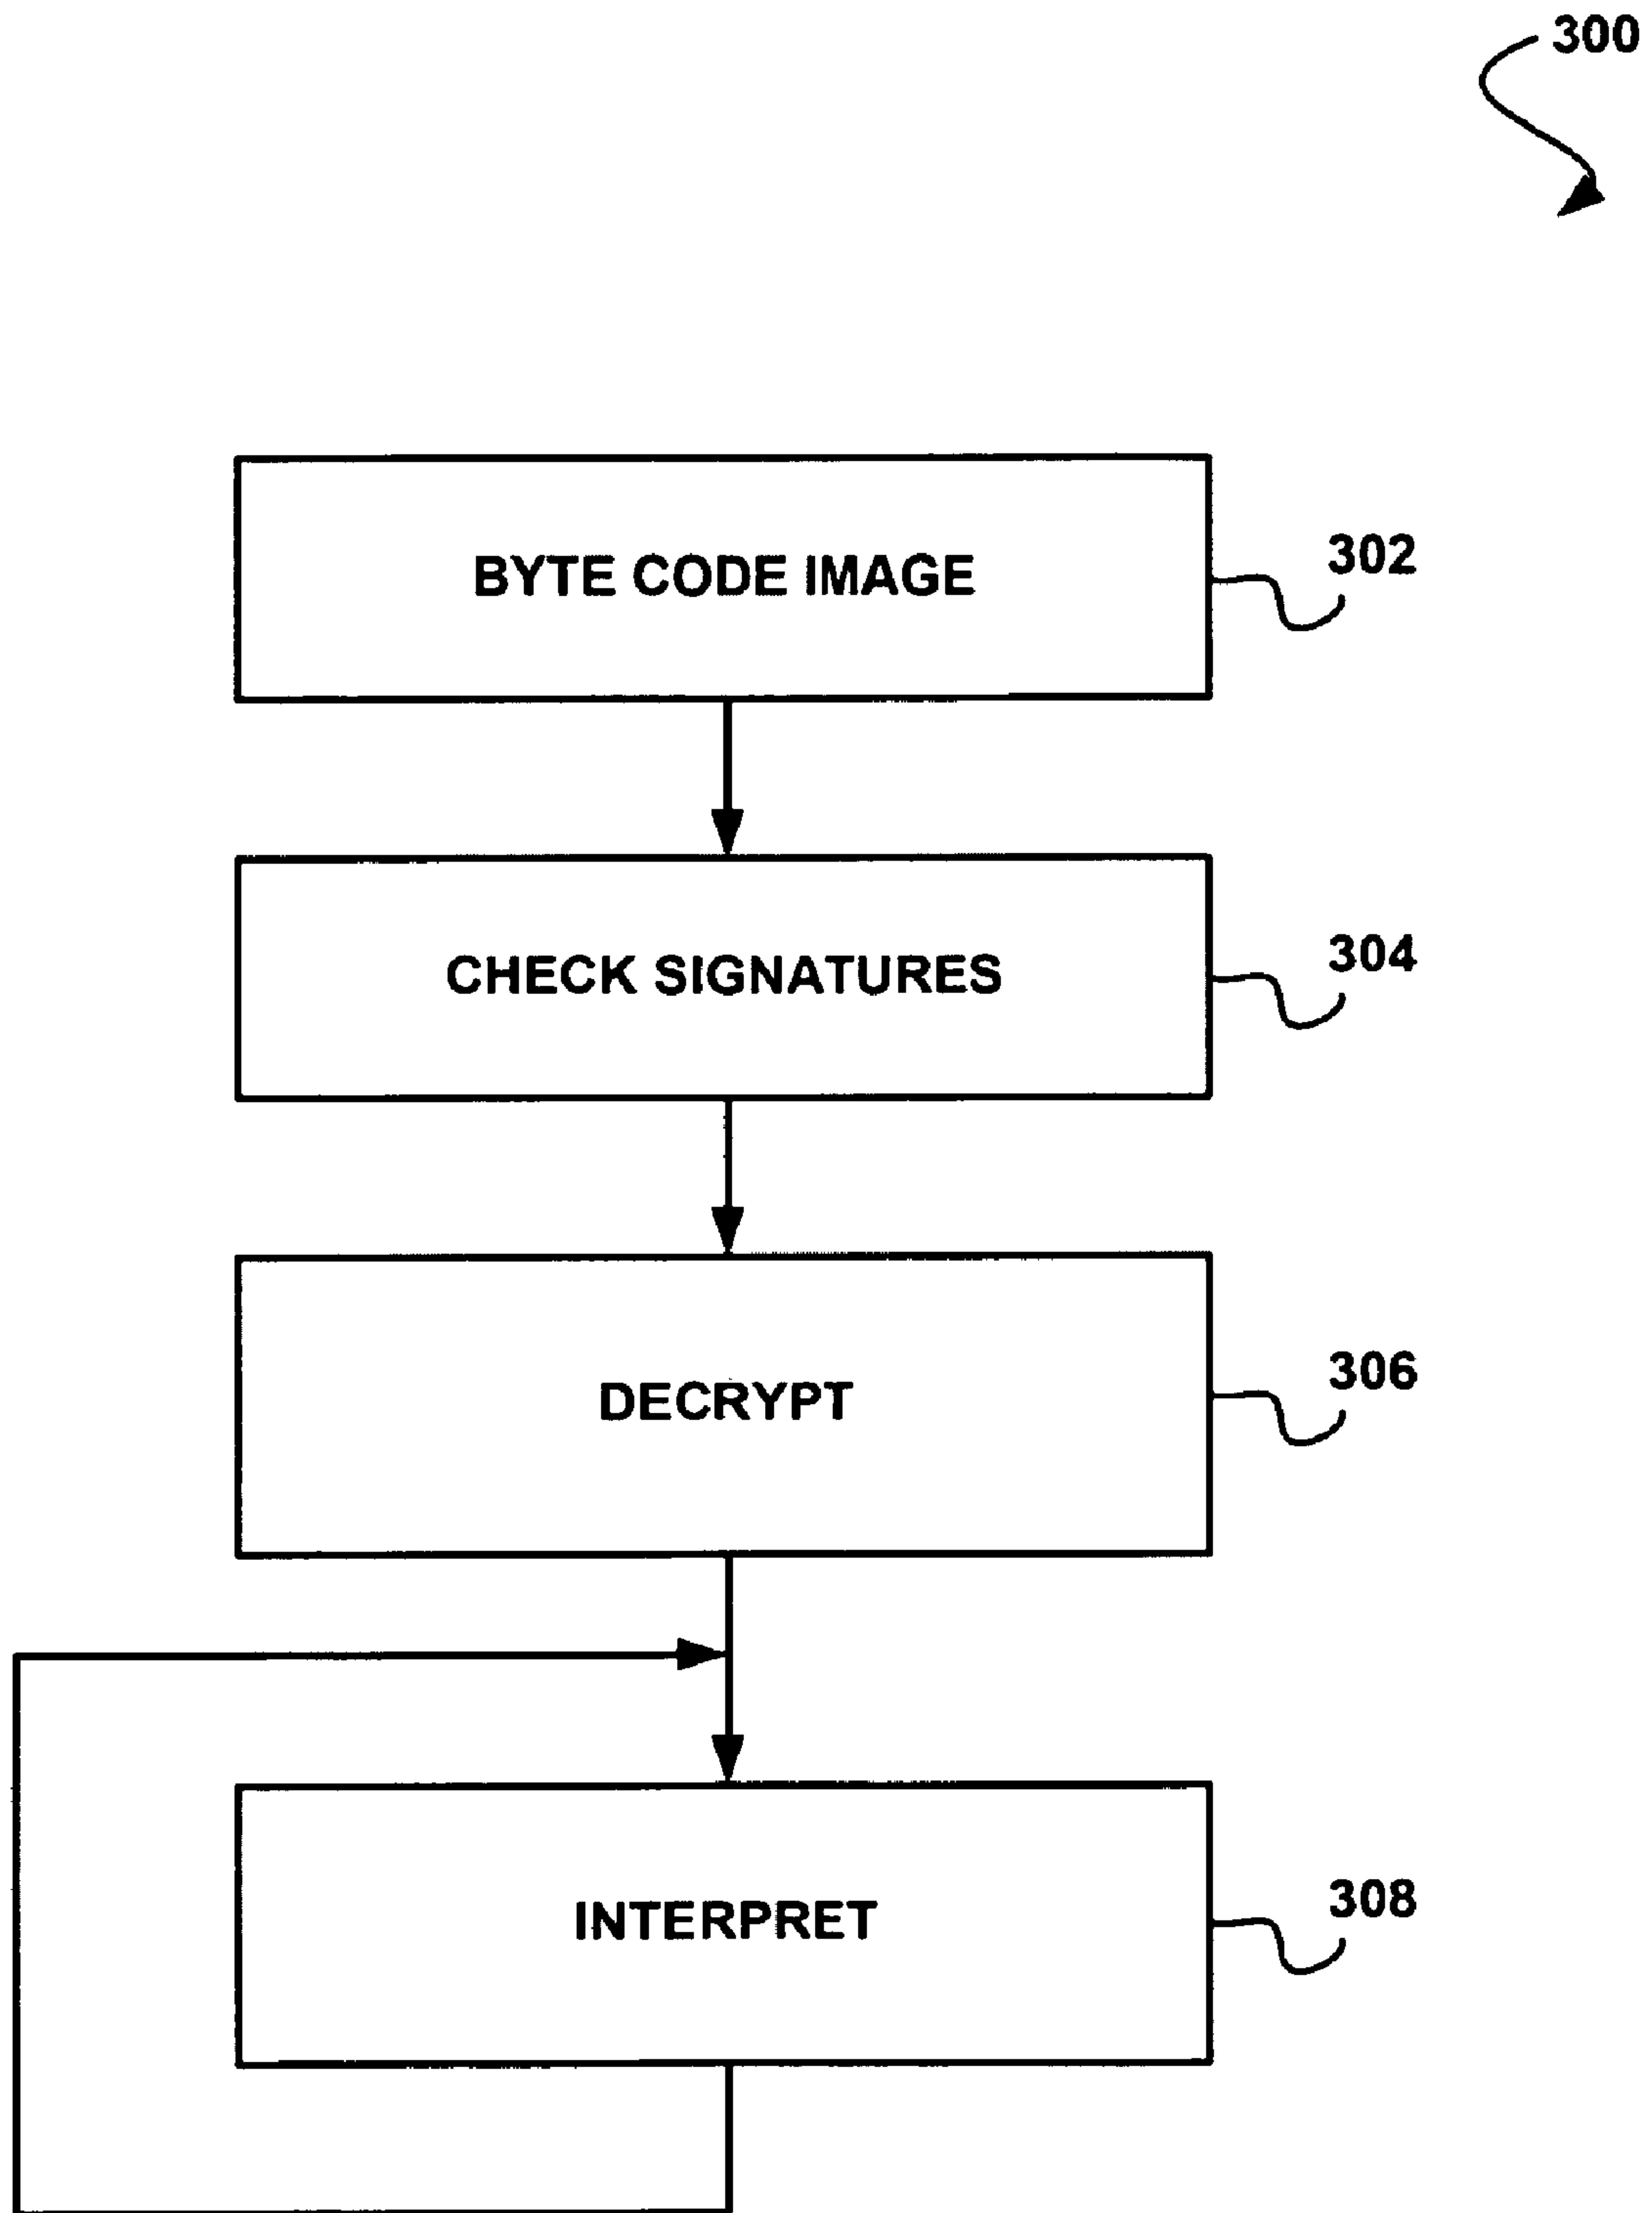 300
BYTE CODE IMAGE
302
CHECK SIGNATURES
304
DECRYPT
306
INTERPRET
308